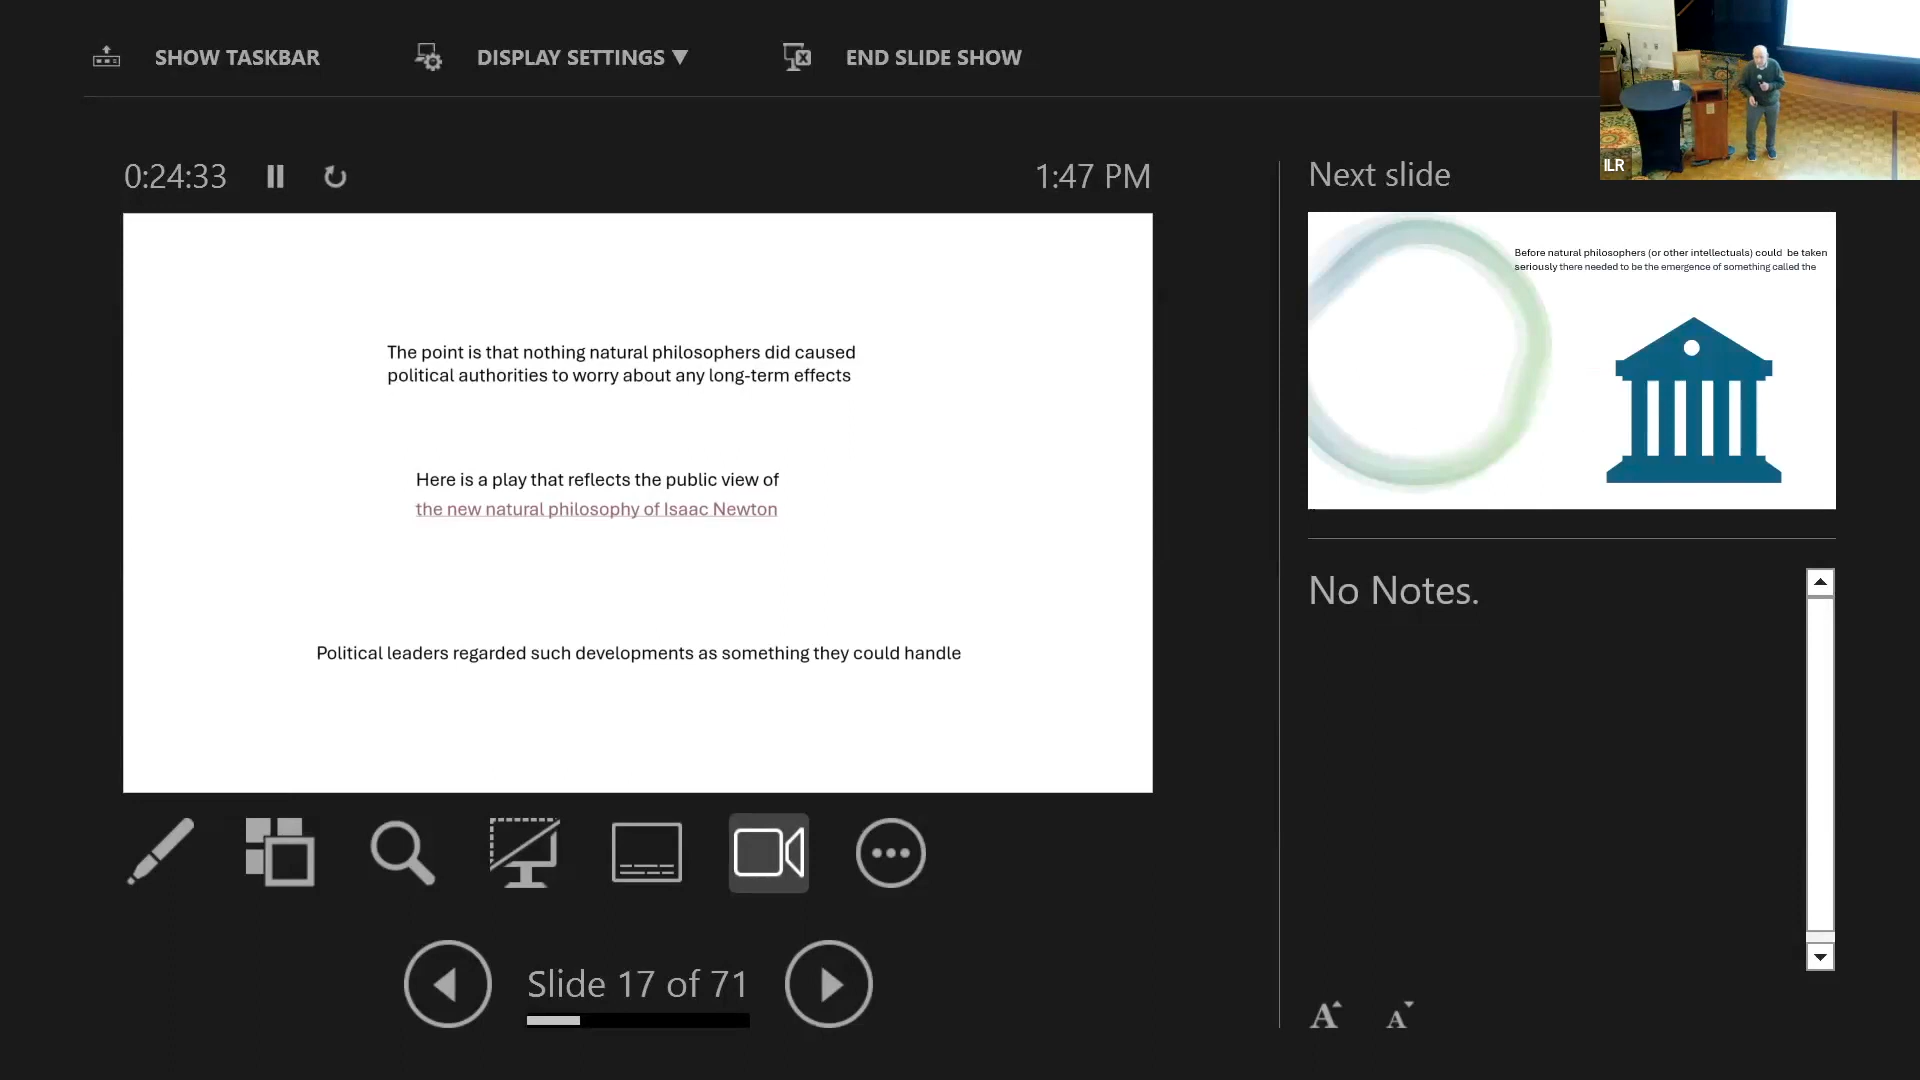 SHOW TASKBAR
DISPLAY SETTINGS ▼
END SLIDE SHOW
ILR
0:24:33
1:47 PM
Next slide
The point is that nothing natural philosophers did caused
political authorities to worry about any long-term effects
Here is a play that reflects the public view of
the new natural philosophy of Isaac Newton
Political leaders regarded such developments as something they could handle
Before natural philosophers (or other intellectuals) could be taken
seriously there needed to be the emergence of something called the
No Notes.
Slide 17 of 71
A A